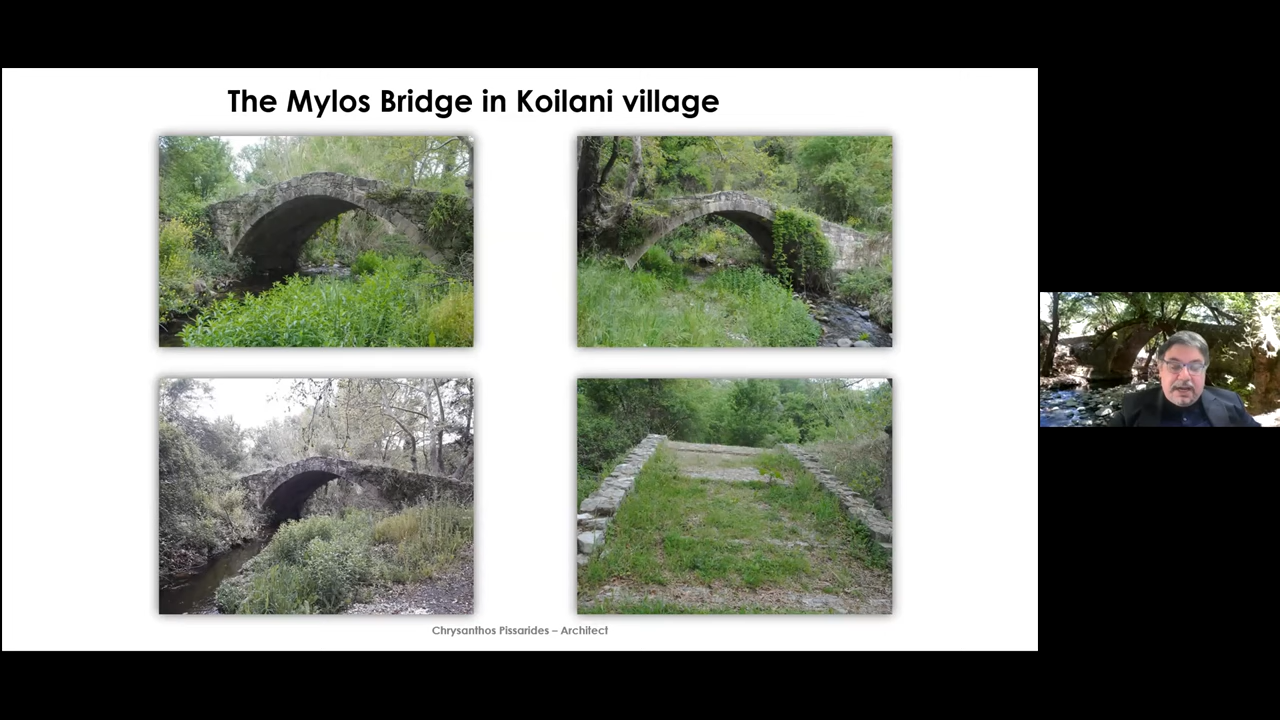 The Mylos Bridge in Koilani village
Chrysanthos Pissarides – Architect